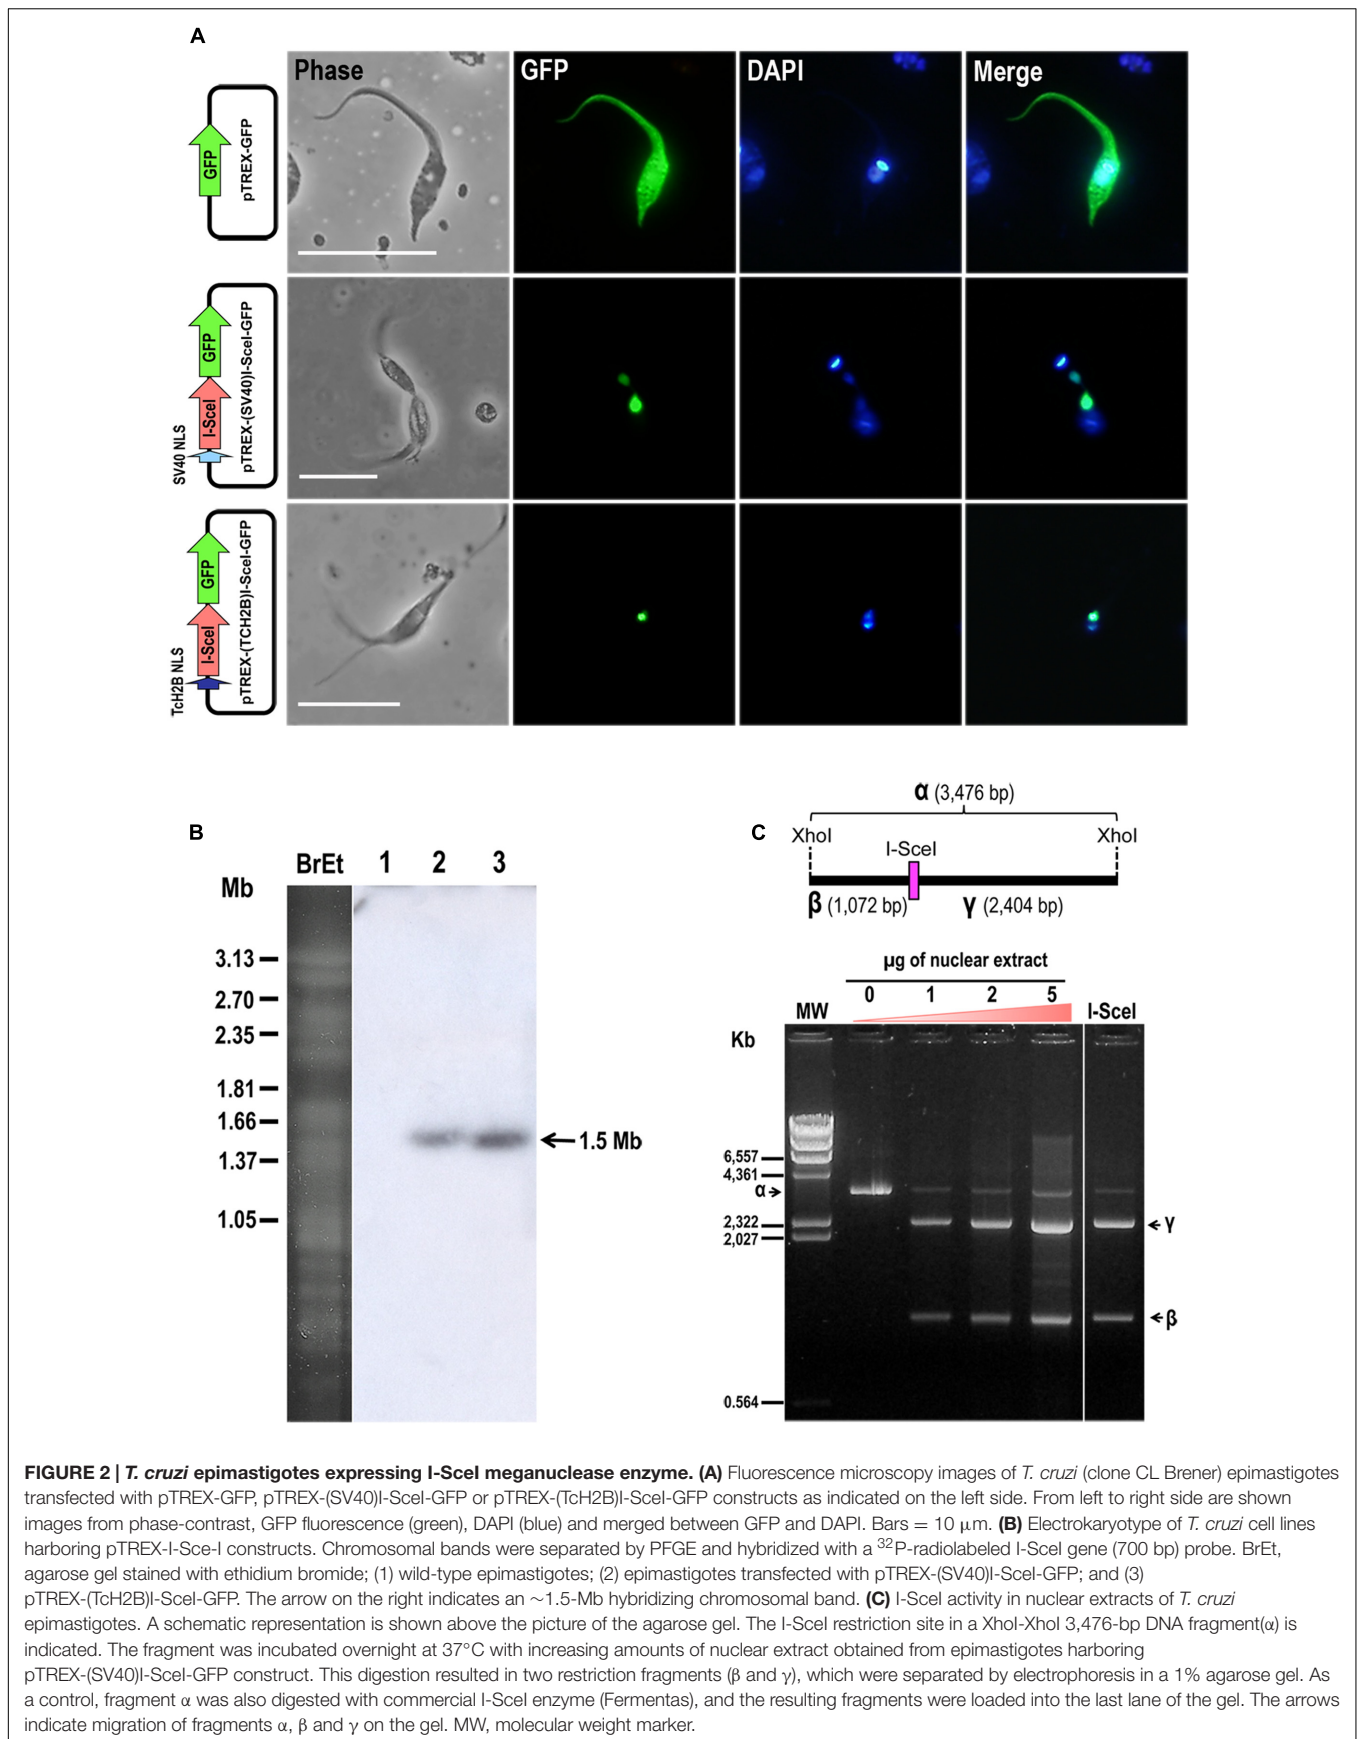 A
Phase
GFP
DAPI
Merge
GFP
pTREX-GFP
GFP
I-SceI
SV40 NLS
pTREX-(SV40)I-SceI-GFP
GFP
I-SceI
TcH2B NLS
pTREX-(TCH2B)I-SceI-GFP
B
Mb
BrEt 1 2 3
3.13
2.70
2.35
1.81
1.66
1.37
1.05
1.5 Mb
C
α (3,476 bp)
XhoI XhoI
I-SceI
β (1,072 bp) γ (2,404 bp)
µg of nuclear extract
0 1 2 5
MW I-SceI
Kb
6,557
4,361
α
2,322
2,027
0.564
γ
β
FIGURE 2 | T. cruzi epimastigotes expressing I-SceI meganuclease enzyme. (A) Fluorescence microscopy images of T. cruzi (clone CL Brener) epimastigotes
transfected with pTREX-GFP, pTREX-(SV40)I-SceI-GFP or pTREX-(TcH2B)I-SceI-GFP constructs as indicated on the left side. From left to right side are shown
images from phase-contrast, GFP fluorescence (green), DAPI (blue) and merged between GFP and DAPI. Bars = 10 µm. (B) Electrokaryotype of T. cruzi cell lines
harboring pTREX-I-Sce-I constructs. Chromosomal bands were separated by PFGE and hybridized with a ³²P-radiolabeled I-SceI gene (700 bp) probe. BrEt,
agarose gel stained with ethidium bromide; (1) wild-type epimastigotes; (2) epimastigotes transfected with pTREX-(SV40)I-SceI-GFP; and (3)
pTREX-(TcH2B)I-SceI-GFP. The arrow on the right indicates an ∼1.5-Mb hybridizing chromosomal band. (C) I-SceI activity in nuclear extracts of T. cruzi
epimastigotes. A schematic representation is shown above the picture of the agarose gel. The I-SceI restriction site in a XhoI-XhoI 3,476-bp DNA fragment(α) is
indicated. The fragment was incubated overnight at 37°C with increasing amounts of nuclear extract obtained from epimastigotes harboring
pTREX-(SV40)I-SceI-GFP construct. This digestion resulted in two restriction fragments (β and γ), which were separated by electrophoresis in a 1% agarose gel. As
a control, fragment α was also digested with commercial I-SceI enzyme (Fermentas), and the resulting fragments were loaded into the last lane of the gel. The arrows
indicate migration of fragments α, β and γ on the gel. MW, molecular weight marker.